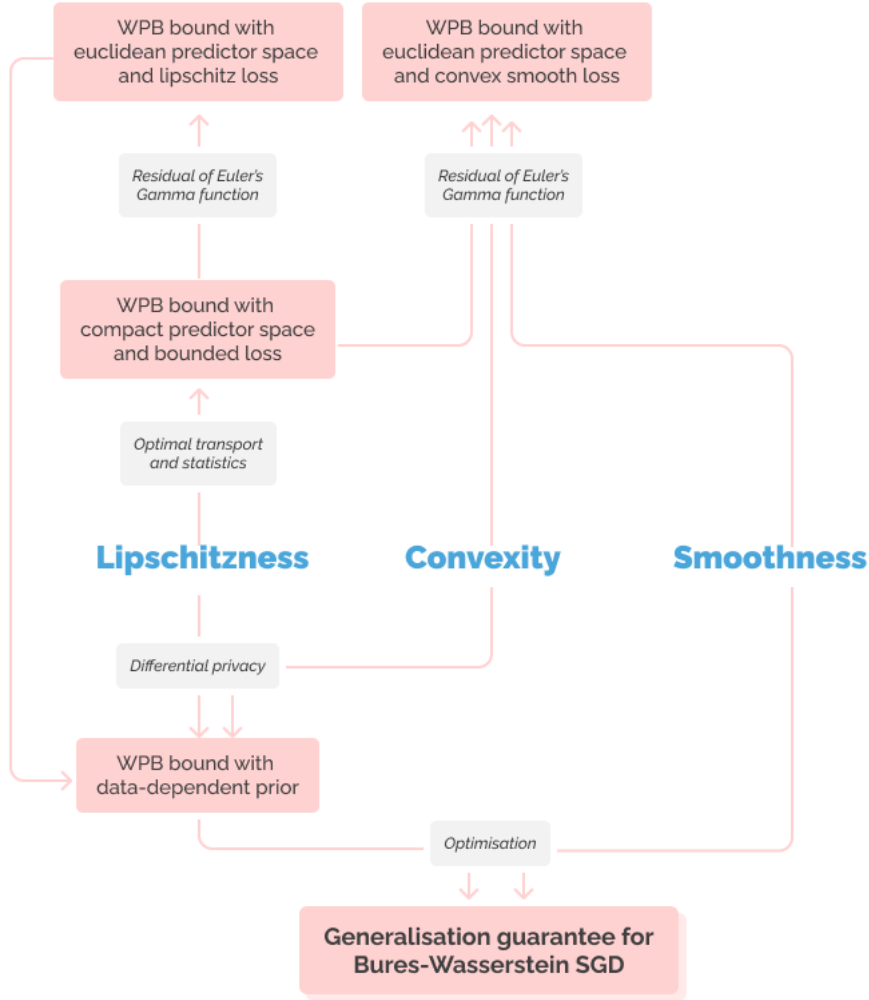 WPB bound with
euclidean predictor space
and lipschitz loss
WPB bound with
euclidean predictor space
and convex smooth loss
Residual of Euler's
Gamma function
Residual of Euler's
Gamma function
WPB bound with
compact predictor space
and bounded loss
Optimal transport
and statistics
Lipschitzness
Convexity
Smoothness
Differential privacy
WPB bound with
data-dependent prior
Optimisation
Generalisation guarantee for
Bures-Wasserstein SGD